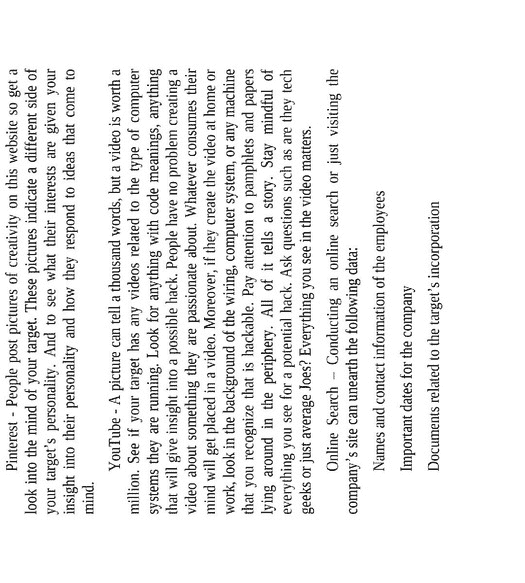 Pinterest - People post pictures of creativity on this website so get a
look into the mind of your target. These pictures indicate a different side of
your target's personality. And to see what their interests are given your
insight into their personality and how they respond to ideas that come to
mind.
YouTube - A picture can tell a thousand words, but a video is worth a
million. See if your target has any videos related to the type of computer
systems they are running. Look for anything with code meanings, anything
that will give insight into a possible hack. People have no problem creating a
video about something they are passionate about. Whatever consumes their
mind will get placed in a video. Moreover, if they create the video at home or
work, look in the background of the wiring, computer system, or any machine
that you recognize that is hackable. Pay attention to pamphlets and papers
lying around in the periphery. All of it tells a story. Stay mindful of
everything you see for a potential hack. Ask questions such as are they tech
geeks or just average Joes? Everything you see in the video matters.
Online Search – Conducting an online search or just visiting the
company's site can unearth the following data:
Names and contact information of the employees
Important dates for the company
Documents related to the target's incorporation